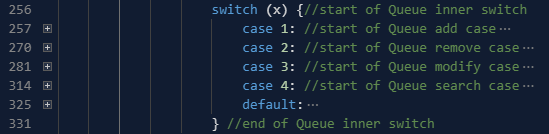 256 switch (x) {//start of Queue inner switch
257 case 1: //start of Queue add case···
270 case 2: //start of Queue remove case···
281 case 3: //start of Queue modify case···
314 case 4: //start of Queue search case···
325 default:···
331 } //end of Queue inner switch